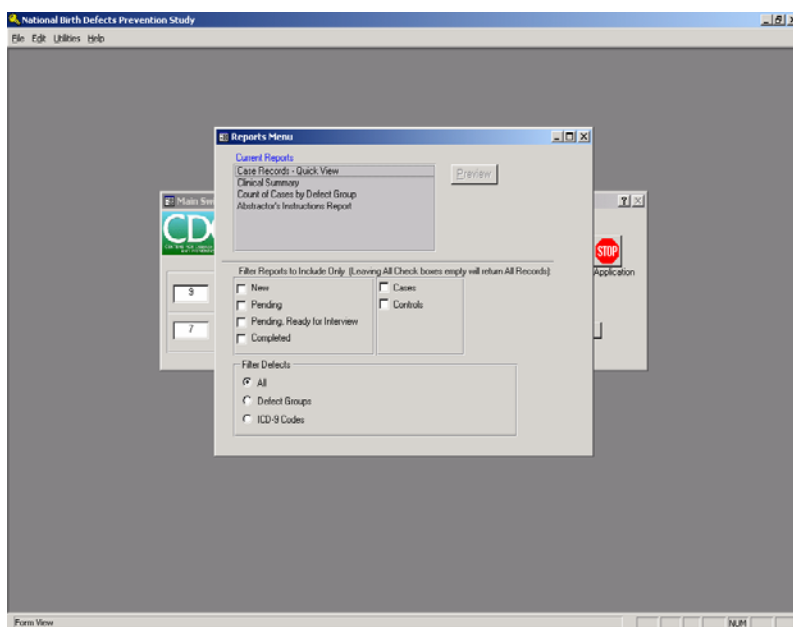 National Birth Defects Prevention Study
File Edit Utilities Help
Reports Menu
Current Reports
Case Records - Quick View
Clinical Summary
Count of Cases by Defect Group
Abstractor's Instructions Report
Preview
Main Sw
CD
STOP
Application
9
7
Filter Reports to Include Only (Leaving All Check boxes empty will return All Records)
New
Pending
Pending, Ready for Interview
Completed
Cases
Controls
Filter Defects
All
Defect Groups
ICD-9 Codes
Form View
NUM